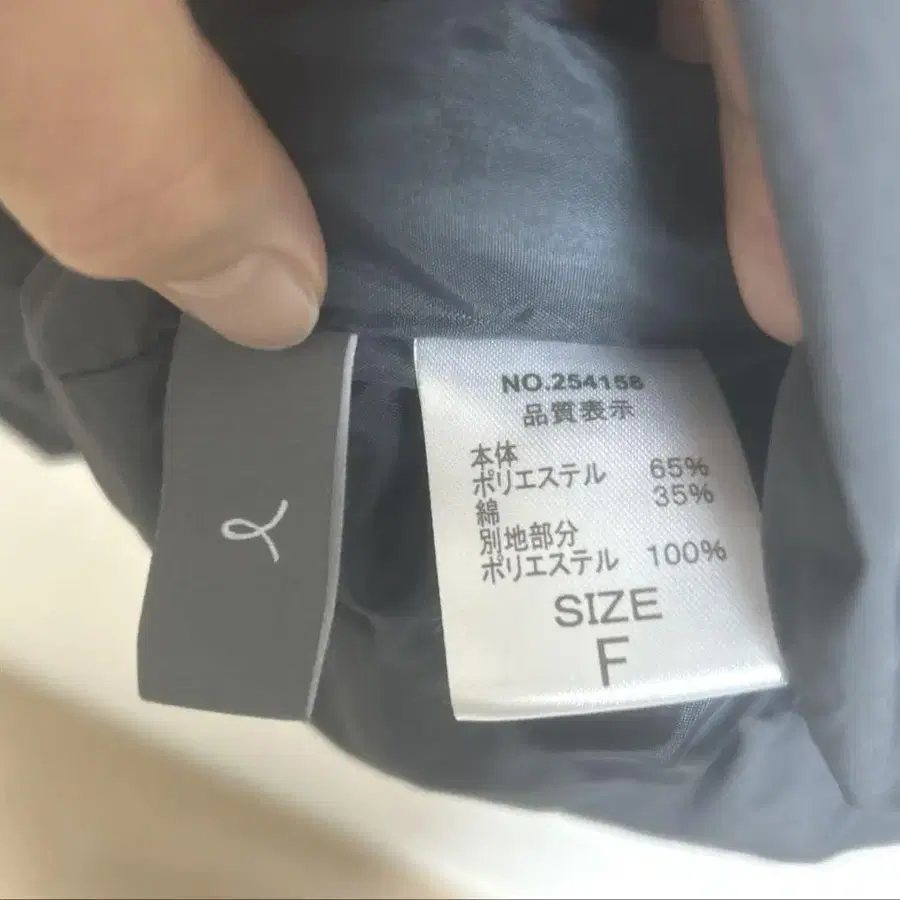 NO.254158
品質表示
本体
ポリエステル 65%
綿 35%
別地部分
ポリエステル 100%
SIZE
F